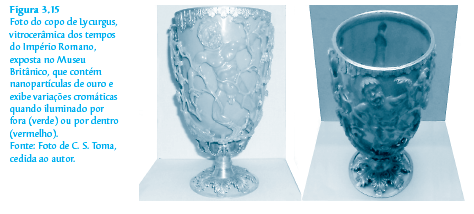 Figura 3.15
Foto do copo de Lycurgus,
vitrocerâmica dos tempos
do Império Romano,
exposta no Museu
Britânico, que contém
nanopartículas de ouro e
exibe variações cromáticas
quando iluminado por
fora (verde) ou por dentro
(vermelho).
Fonte: Foto de C. S. Toma,
cedida ao autor.